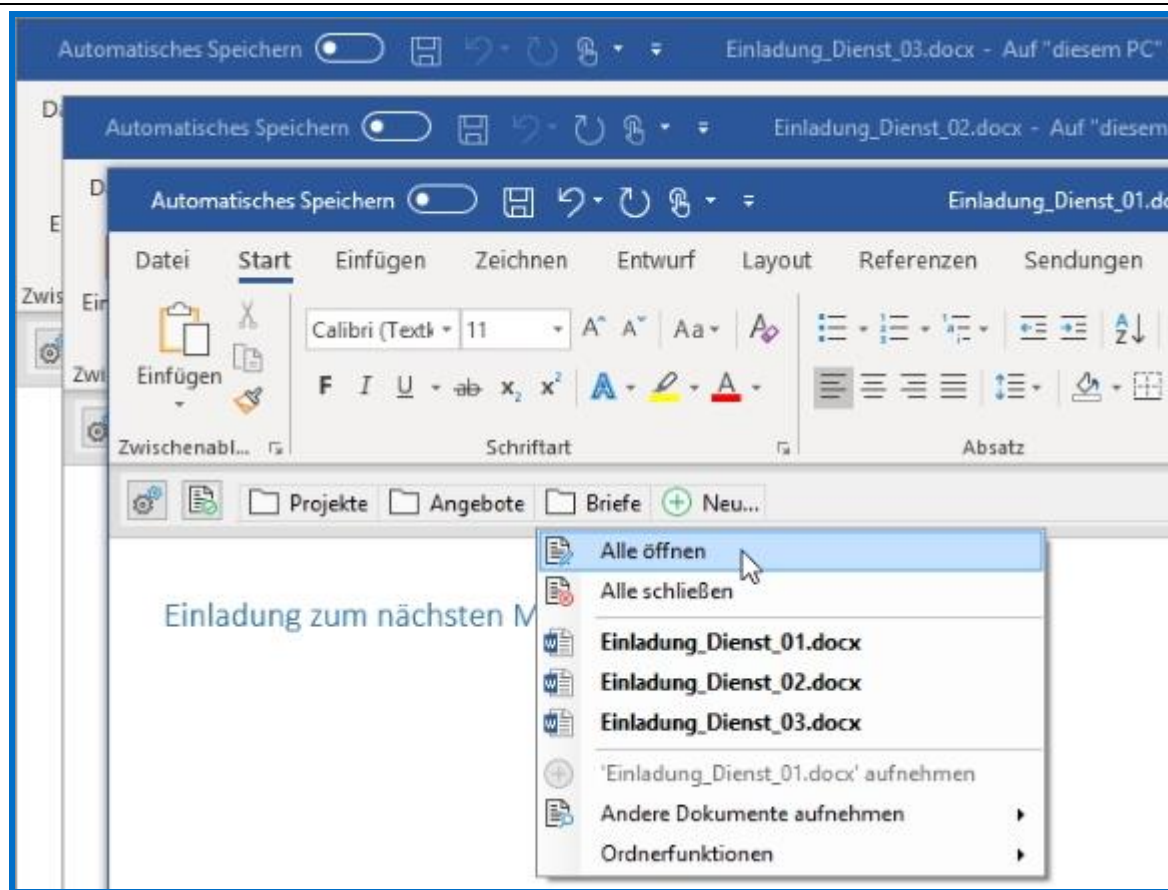 Automatisches Speichern Einladung_Dienst_03.docx - Auf "diesem PC"
Automatisches Speichern Einladung_Dienst_02.docx - Auf "diesem
Automatisches Speichern Einladung_Dienst_01.do
Datei Start Einfügen Zeichnen Entwurf Layout Referenzen Sendungen
Calibri (Textk 11 A A Aa A
Einfügen
F I U ab x₂ x² A A
Zwischenabl... Schriftart Absatz
Projekte Angebote Briefe Neu...
Alle öffnen
Alle schließen
Einladung zum nächsten M
Einladung_Dienst_01.docx
Einladung_Dienst_02.docx
Einladung_Dienst_03.docx
'Einladung_Dienst_01.docx' aufnehmen
Andere Dokumente aufnehmen
Ordnerfunktionen